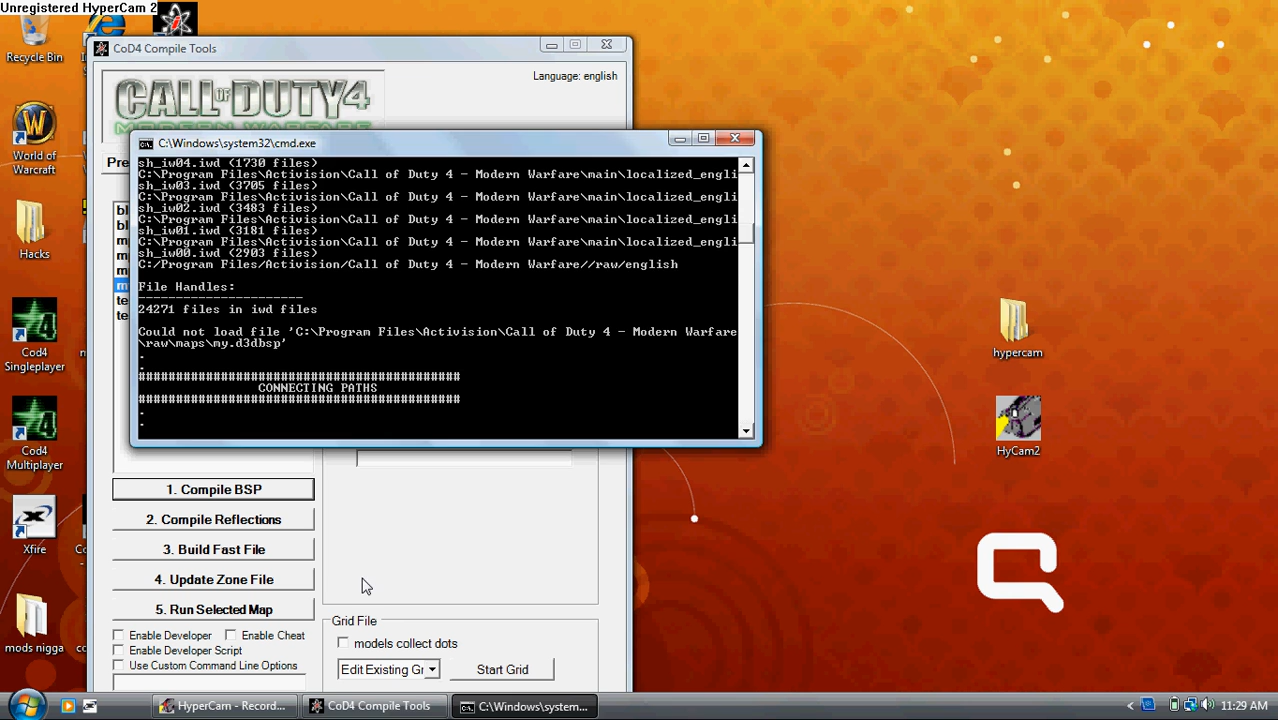 Unregistered HyperCam 2
Recycle Bin
CoD4 Compile Tools
Language: english
CALL OF DUTY 4
MODERN WARFARE
World of
Warcraft
Hacks
Cod4
Singleplayer
Cod4
Multiplayer
Xfire
mods nigga
C:\Windows\system32\cmd.exe
sh_iw04.iwd (1730 files)
C:\Program Files\Activision\Call of Duty 4 - Modern Warfare\main\localized_engli
sh_iw03.iwd (3705 files)
C:\Program Files\Activision\Call of Duty 4 - Modern Warfare\main\localized_engli
sh_iw02.iwd (3483 files)
C:\Program Files\Activision\Call of Duty 4 - Modern Warfare\main\localized_engli
sh_iw01.iwd (3181 files)
C:\Program Files\Activision\Call of Duty 4 - Modern Warfare\main\localized_engli
sh_iw00.iwd (2903 files)
C:/Program Files/Activision/Call of Duty 4 - Modern Warfare//raw/english
File Handles:
----------------------
24271 files in iwd files
Could not load file 'C:\Program Files\Activision\Call of Duty 4 - Modern Warfare
\raw\maps\my.d3dbsp'
.
.
###########################################
CONNECTING PATHS
###########################################
.
.
1. Compile BSP
2. Compile Reflections
3. Build Fast File
4. Update Zone File
5. Run Selected Map
Enable Developer
Enable Cheat
Enable Developer Script
Use Custom Command Line Options
Grid File
models collect dots
Edit Existing Gr
Start Grid
hypercam
HyCam2
HyperCam - Record...
CoD4 Compile Tools
C:\Windows\system...
11:29 AM